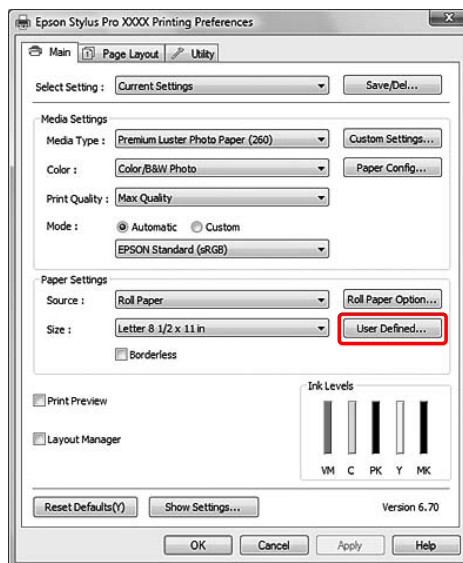 Epson Stylus Pro XXXX Printing Preferences
Main Page Layout Utility
Select Setting : Current Settings Save/Del...
Media Settings
Media Type : Premium Luster Photo Paper (260) Custom Settings...
Color : Color/B&W Photo Paper Config...
Print Quality : Max Quality
Mode : Automatic Custom
EPSON Standard (sRGB)
Paper Settings
Source : Roll Paper Roll Paper Option...
Size : Letter 8 1/2 x 11 in User Defined...
Borderless
Print Preview
Layout Manager
Ink Levels
VM C PK Y MK
Reset Defaults(Y) Show Settings... Version 6.70
OK Cancel Apply Help